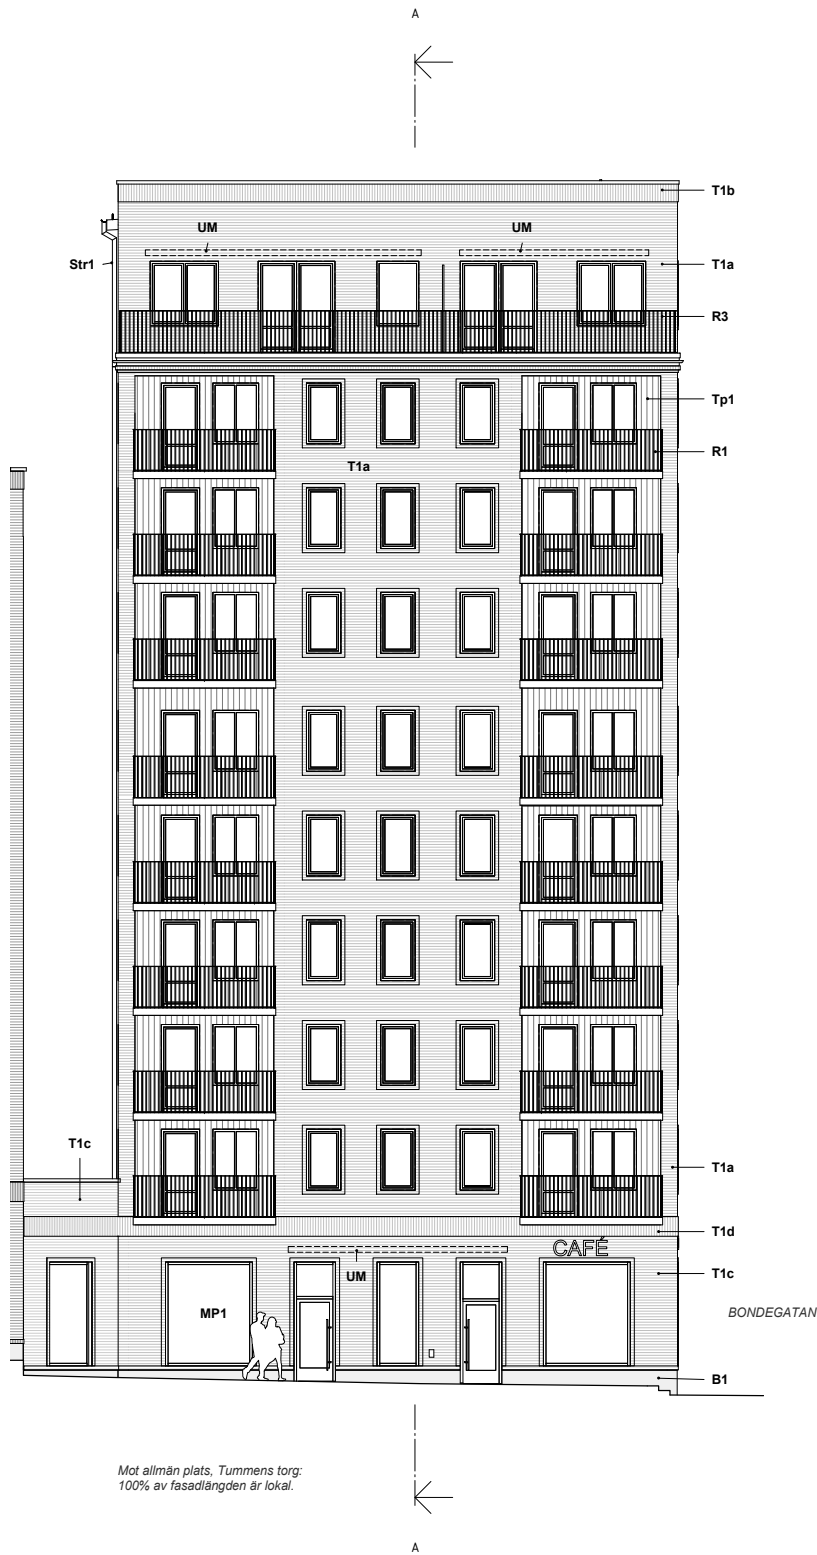 A
T1b
UM
UM
Str1
T1a
R3
Tp1
R1
T1a
T1c
T1a
T1d
CAFÉ
T1c
UM
MP1
BONDEGATAN
B1
Mot allmän plats, Tummens torg:
100% av fasadlängden är lokal.
A